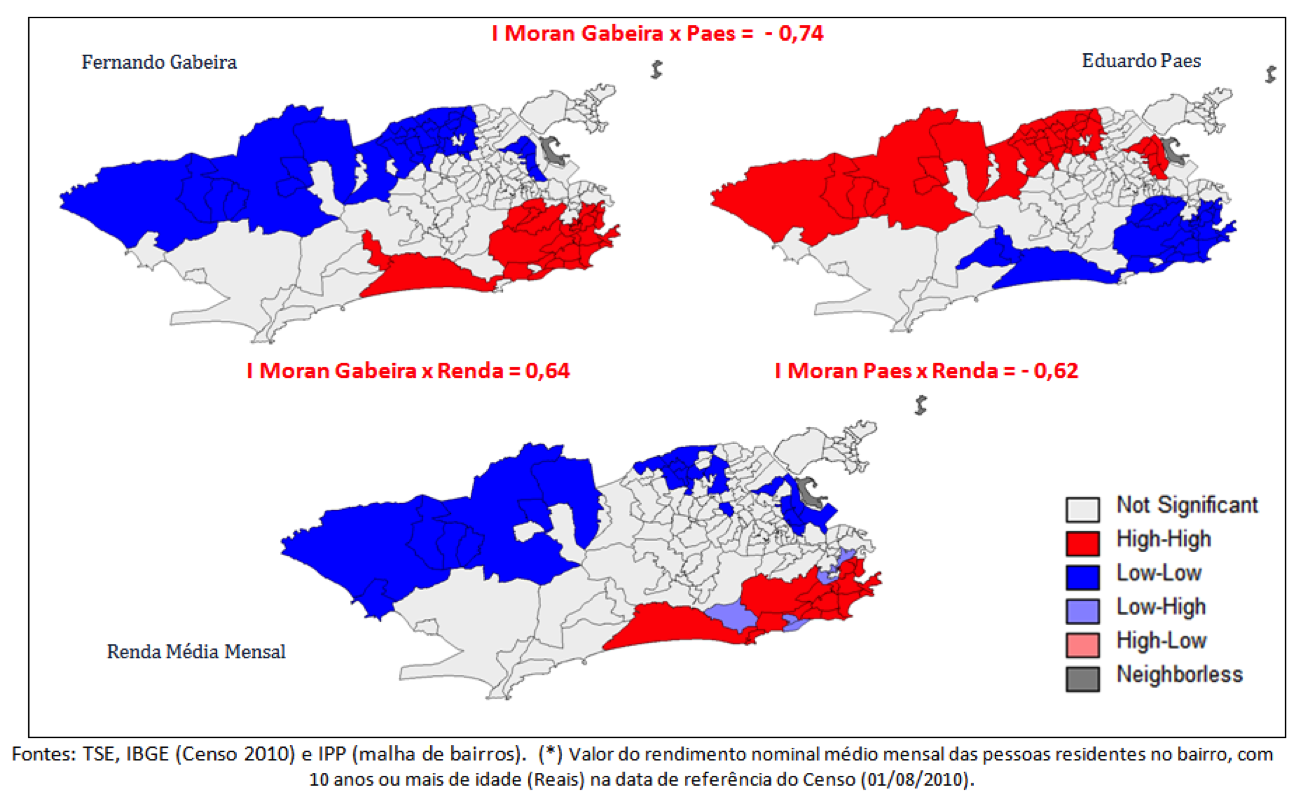 I Moran Gabeira x Paes = - 0,74
Fernando Gabeira
Eduardo Paes
I Moran Gabeira x Renda = 0,64
I Moran Paes x Renda = - 0,62
Renda Média Mensal
Not Significant
High-High
Low-Low
Low-High
High-Low
Neighborless
Fontes: TSE, IBGE (Censo 2010) e IPP (malha de bairros). (*) Valor do rendimento nominal médio mensal das pessoas residentes no bairro, com
10 anos ou mais de idade (Reais) na data de referência do Censo (01/08/2010).